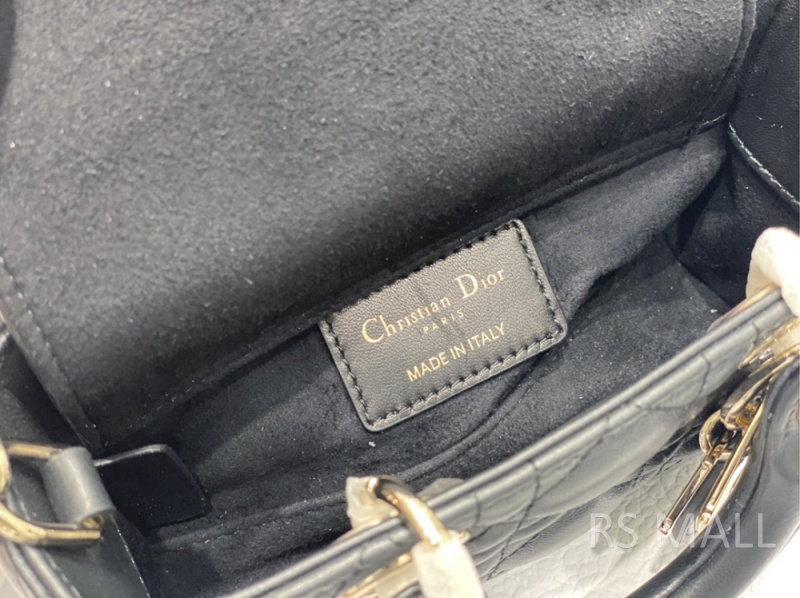 Christian Dior
PARIS
MADE IN ITALY
RS MALL